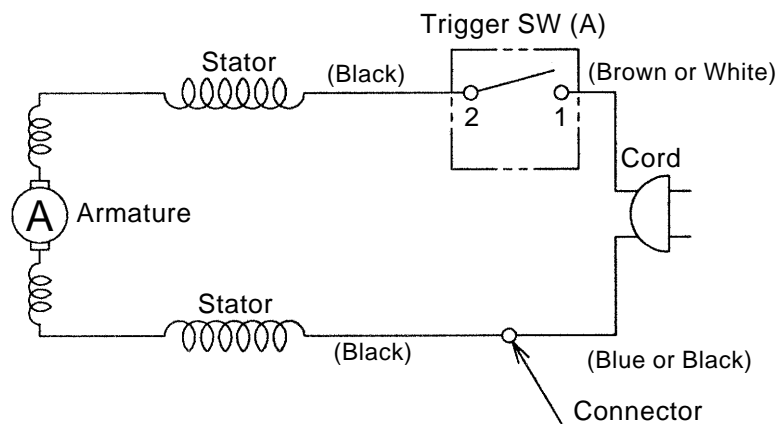 Trigger SW (A)
Stator
(Black)
(Brown or White)
2
1
Cord
A
Armature
Stator
(Black)
(Blue or Black)
Connector